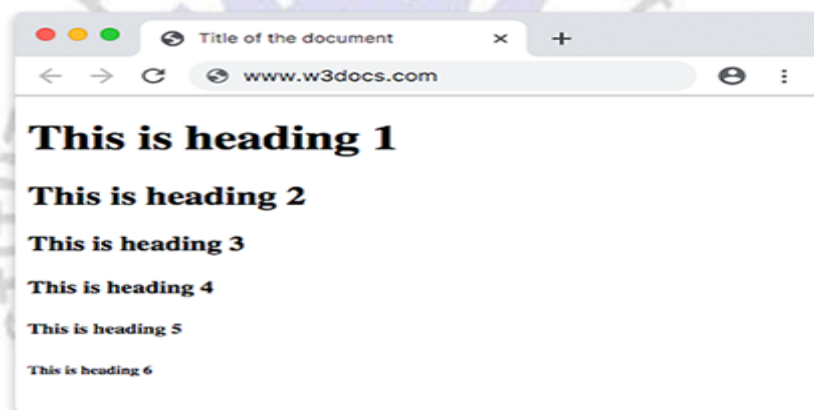 Title of the document
www.w3docs.com
This is heading 1
This is heading 2
This is heading 3
This is heading 4
This is heading 5
This is heading 6